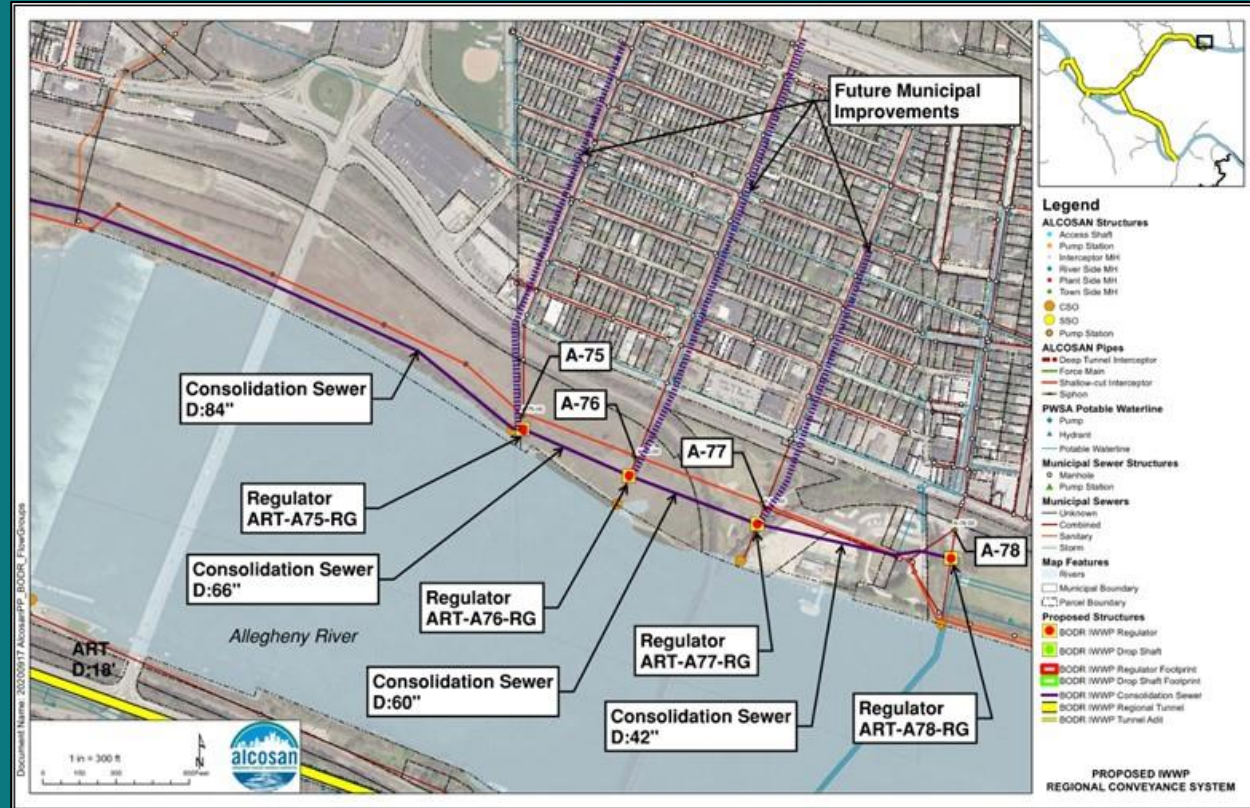 Future Municipal
Improvements
A-75
A-76
A-77
A-78
Consolidation Sewer
D:84"
Regulator
ART-A75-RG
Consolidation Sewer
D:66"
Regulator
ART-A76-RG
Allegheny River
ART
D:18'
Consolidation Sewer
D:60"
Regulator
ART-A77-RG
Consolidation Sewer
D:42"
Regulator
ART-A78-RG
1 in = 300 ft
N
alcosan
Document Name: 20200917 AlcosanPP_BODR_FlowGroups
Legend
ALCOSAN Structures
Access Shaft
Pump Station
Interceptor MH
River Side MH
Plant Side MH
Town Side MH
CSO
SSO
Pump Station
ALCOSAN Pipes
Deep Tunnel Interceptor
Force Main
Shallow-cut Interceptor
Siphon
PWSA Potable Waterline
Pump
Hydrant
Potable Waterline
Municipal Sewer Structures
Manhole
Pump Station
Municipal Sewers
Unknown
Combined
Sanitary
Storm
Map Features
Rivers
Municipal Boundary
Parcel Boundary
Proposed Structures
BODR IWWP Regulator
BODR IWWP Drop Shaft
BODR IWWP Regulator Footprint
BODR IWWP Drop Shaft Footprint
BODR IWWP Consolidation Sewer
BODR IWWP Regional Tunnel
BODR IWWP Tunnel Adit
PROPOSED IWWP
REGIONAL CONVEYANCE SYSTEM